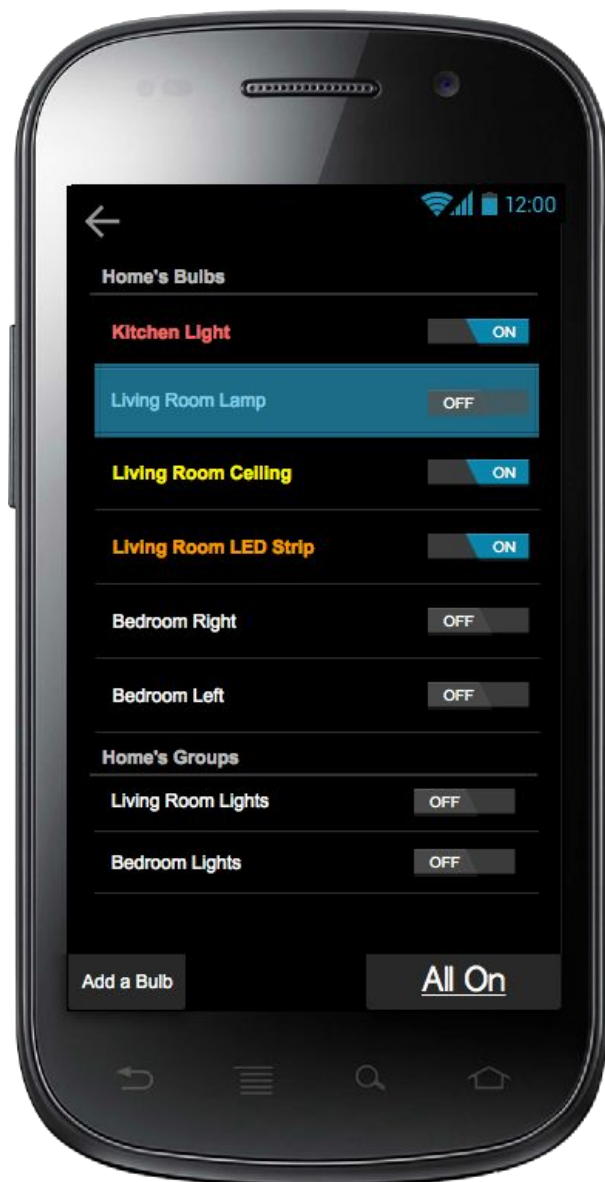 12:00
Home's Bulbs
Kitchen Light ON
Living Room Lamp OFF
Living Room Ceiling ON
Living Room LED Strip ON
Bedroom Right OFF
Bedroom Left OFF
Home's Groups
Living Room Lights OFF
Bedroom Lights OFF
Add a Bulb All On